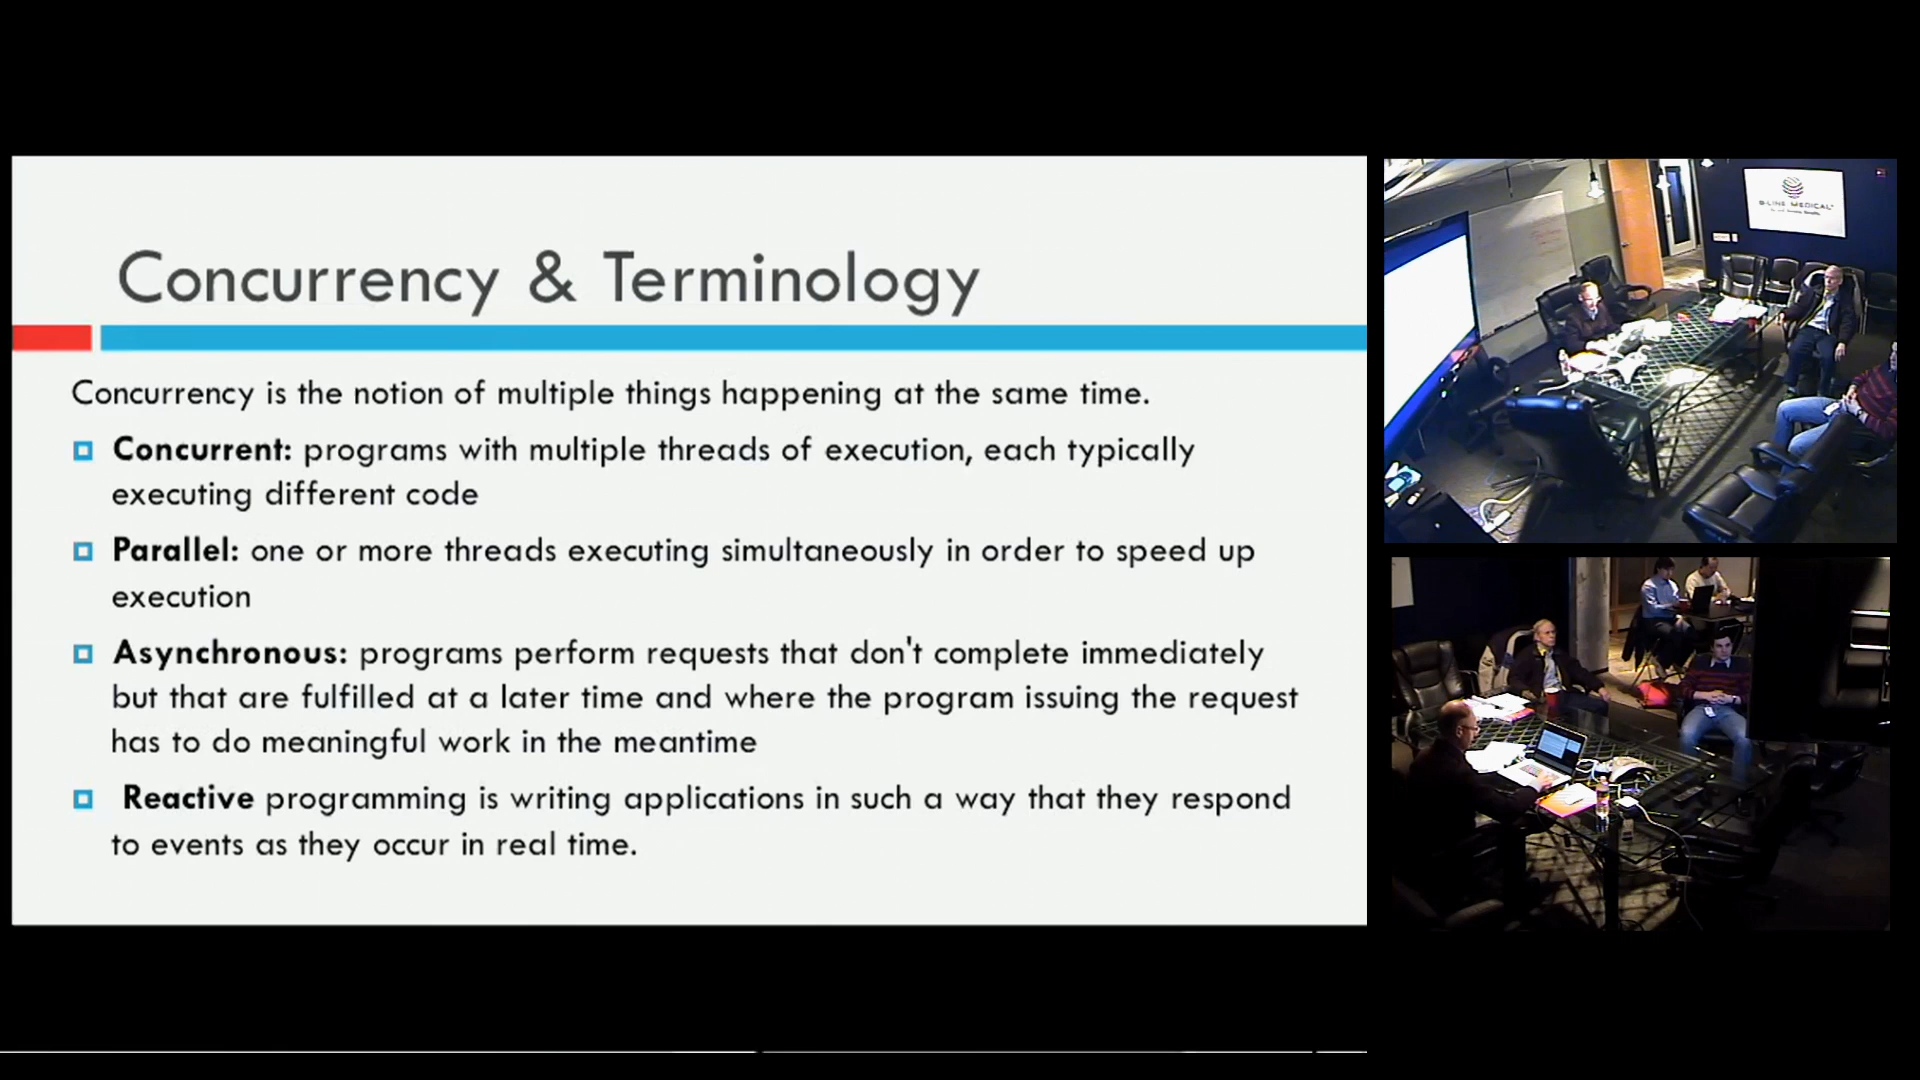 Concurrency & Terminology
Concurrency is the notion of multiple things happening at the same time.
Concurrent: programs with multiple threads of execution, each typically
executing different code
Parallel: one or more threads executing simultaneously in order to speed up
execution
Asynchronous: programs perform requests that don't complete immediately
but that are fulfilled at a later time and where the program issuing the request
has to do meaningful work in the meantime
Reactive programming is writing applications in such a way that they respond
to events as they occur in real time.
B-LINE MEDICAL